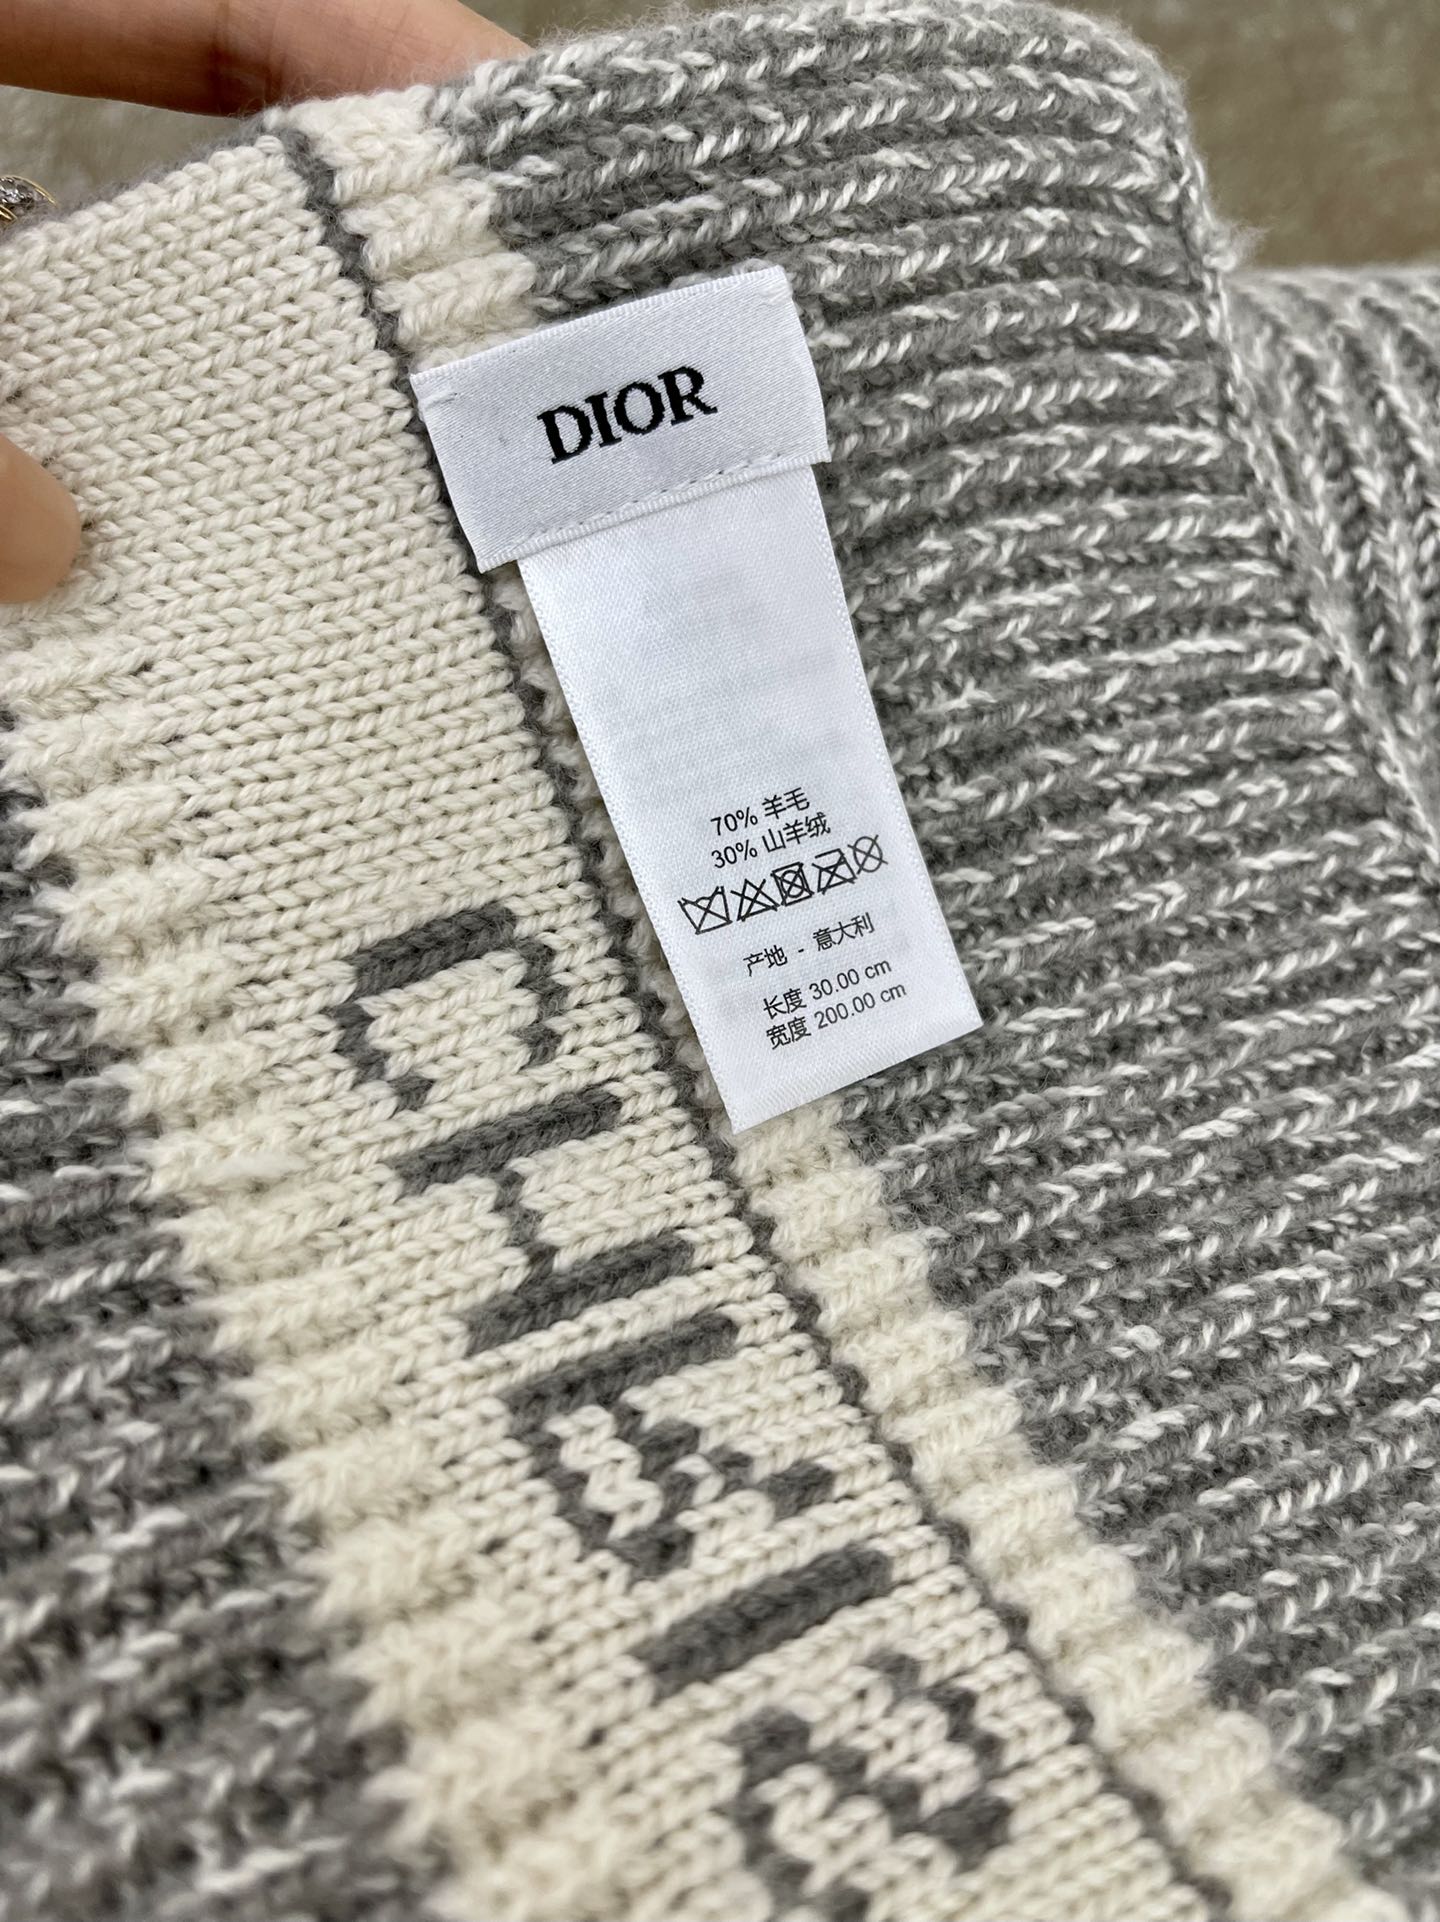 DIOR
70% 羊毛
30% 山羊绒
产地 - 意大利
长度 30.00 cm
宽度 200.00 cm